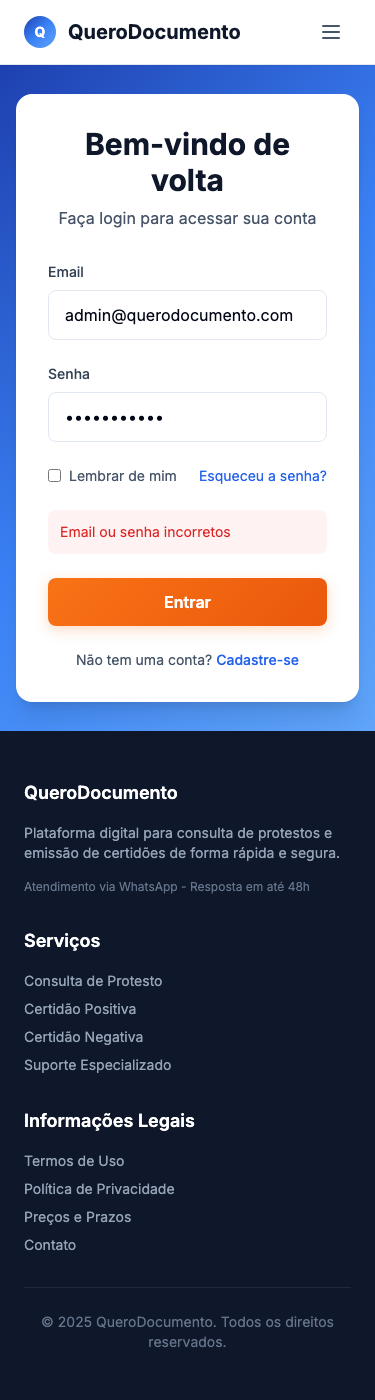 Q QueroDocumento
Bem-vindo de
volta
Faça login para acessar sua conta
Email
admin@querodocumento.com
Senha
•••••••••••
Lembrar de mim Esqueceu a senha?
Email ou senha incorretos
Entrar
Não tem uma conta? Cadastre-se
QueroDocumento
Plataforma digital para consulta de protestos e
emissão de certidões de forma rápida e segura.
Atendimento via WhatsApp - Resposta em até 48h
Serviços
Consulta de Protesto
Certidão Positiva
Certidão Negativa
Suporte Especializado
Informações Legais
Termos de Uso
Política de Privacidade
Preços e Prazos
Contato
© 2025 QueroDocumento. Todos os direitos
reservados.